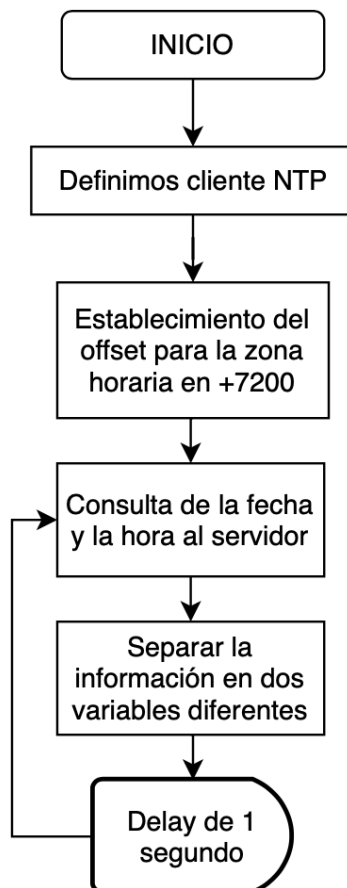 INICIO
Definimos cliente NTP
Establecimiento del
offset para la zona
horaria en +7200
Consulta de la fecha
y la hora al servidor
Separar la
información en dos
variables diferentes
Delay de 1
segundo